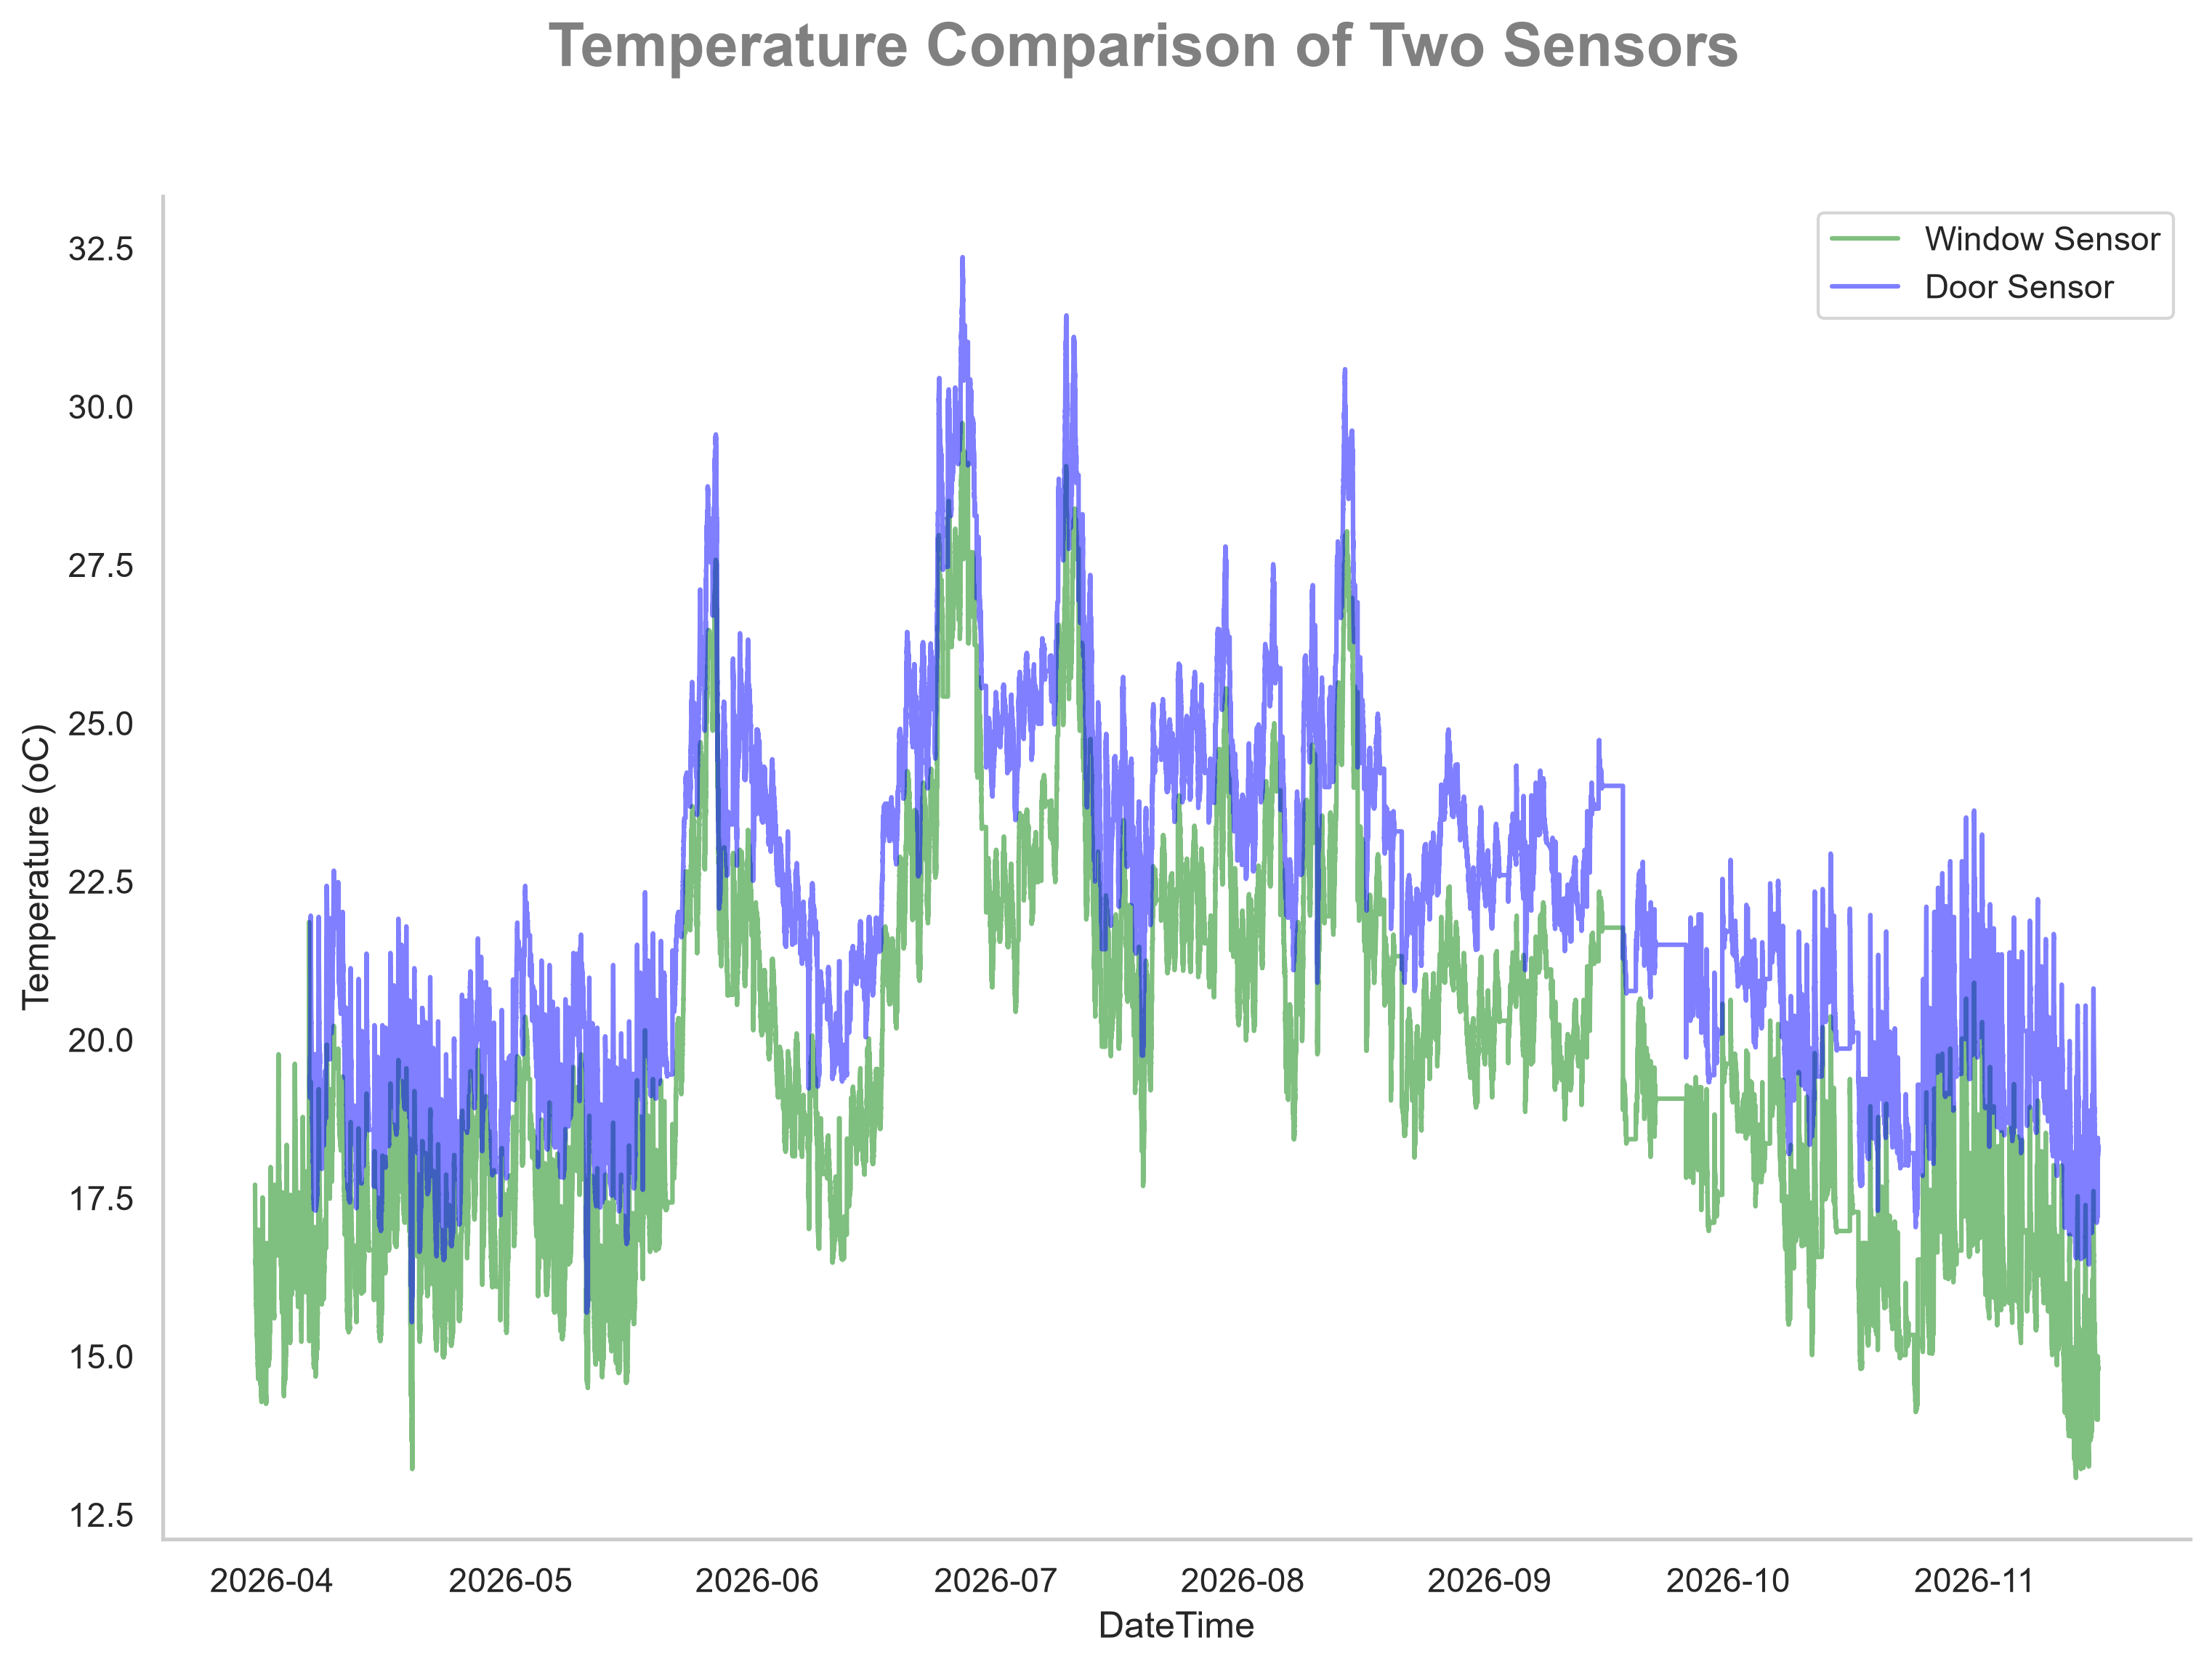 Temperature Comparison of Two Sensors
Window Sensor
Door Sensor
32.5
30.0
27.5
25.0
22.5
20.0
17.5
15.0
12.5
Temperature (oC)
2026-04 2026-05 2026-06 2026-07 2026-08 2026-09 2026-10 2026-11
DateTime